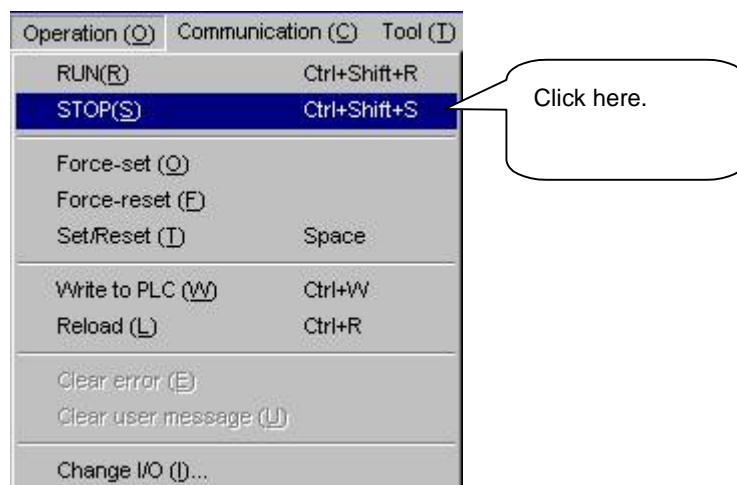 Operation (O) Communication (C) Tool (T)
RUN(R) Ctrl+Shift+R
STOP(S) Ctrl+Shift+S
Click here.
Force-set (O)
Force-reset (F)
Set/Reset (T) Space
Write to PLC (W) Ctrl+W
Reload (L) Ctrl+R
Clear error (E)
Clear user message (U)
Change I/O (I)...